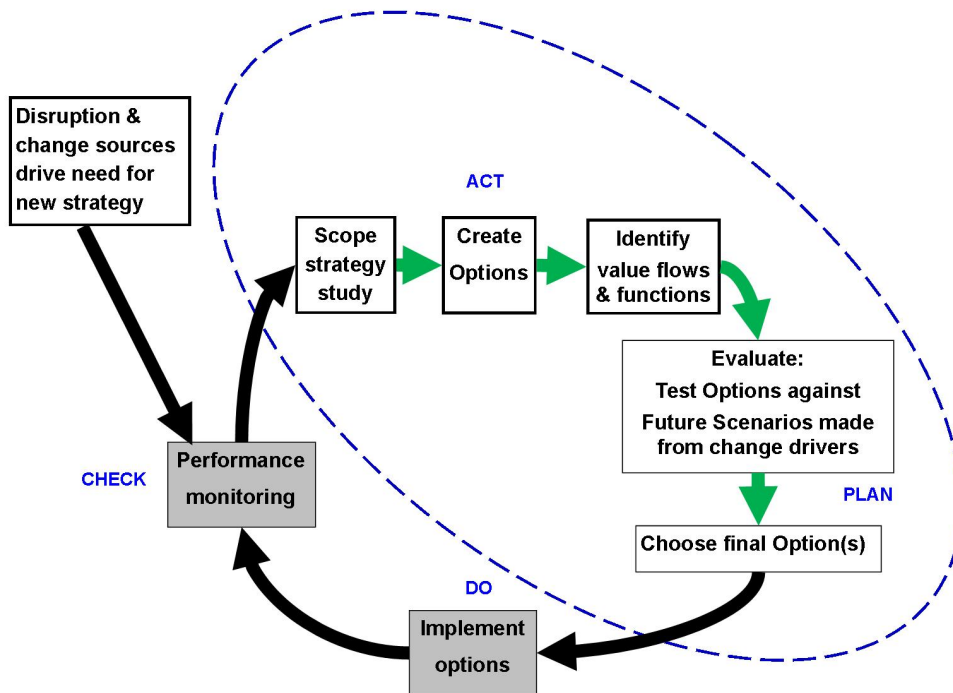 Disruption &
change sources
drive need for
new strategy
ACT
Scope
strategy
study
Create
Options
Identify
value flows
& functions
Evaluate:
Test Options against
Future Scenarios made
from change drivers
PLAN
Choose final Option(s)
DO
Implement
options
CHECK
Performance
monitoring